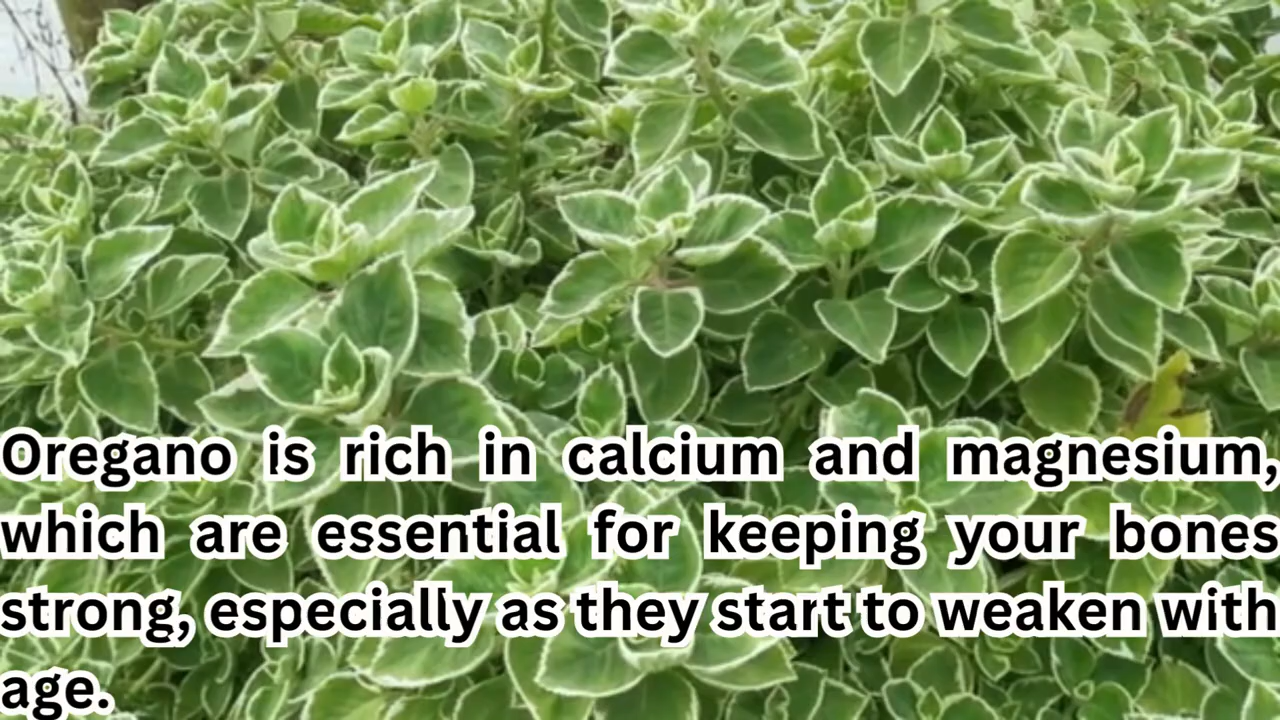 Oregano is rich in calcium and magnesium,
which are essential for keeping your bones
strong, especially as they start to weaken with
age.